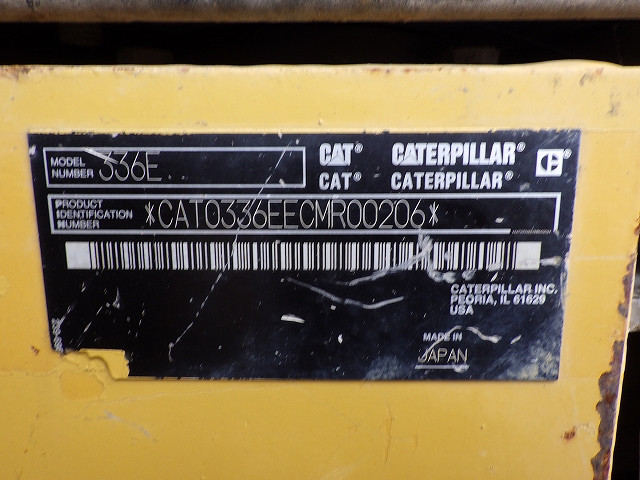 MODEL NUMBER 336E
CAT® CATERPILLAR® C®
CAT® CATERPILLAR®
PRODUCT IDENTIFICATION NUMBER *CAT0336EECMR00206*
CATERPILLAR INC.
PEORIA, IL 61629
USA
MADE IN
JAPAN